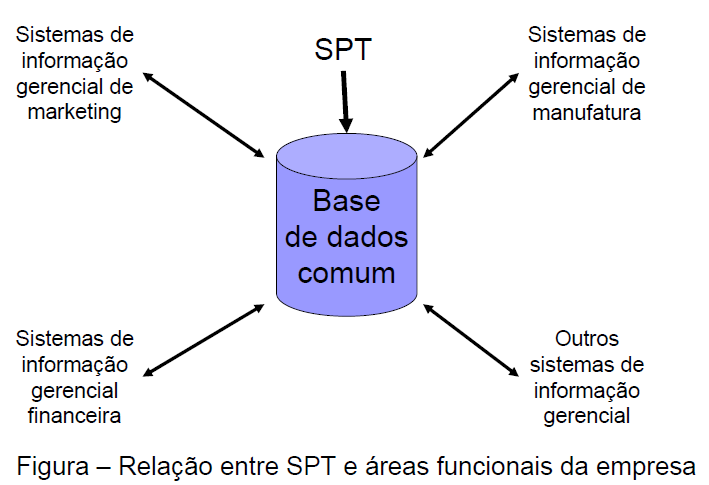 Sistemas de
informação
gerencial de
marketing
SPT
Sistemas de
informação
gerencial de
manufatura
Base
de dados
comum
Sistemas de
informação
gerencial
financeira
Outros
sistemas de
informação
gerencial
Figura – Relação entre SPT e áreas funcionais da empresa